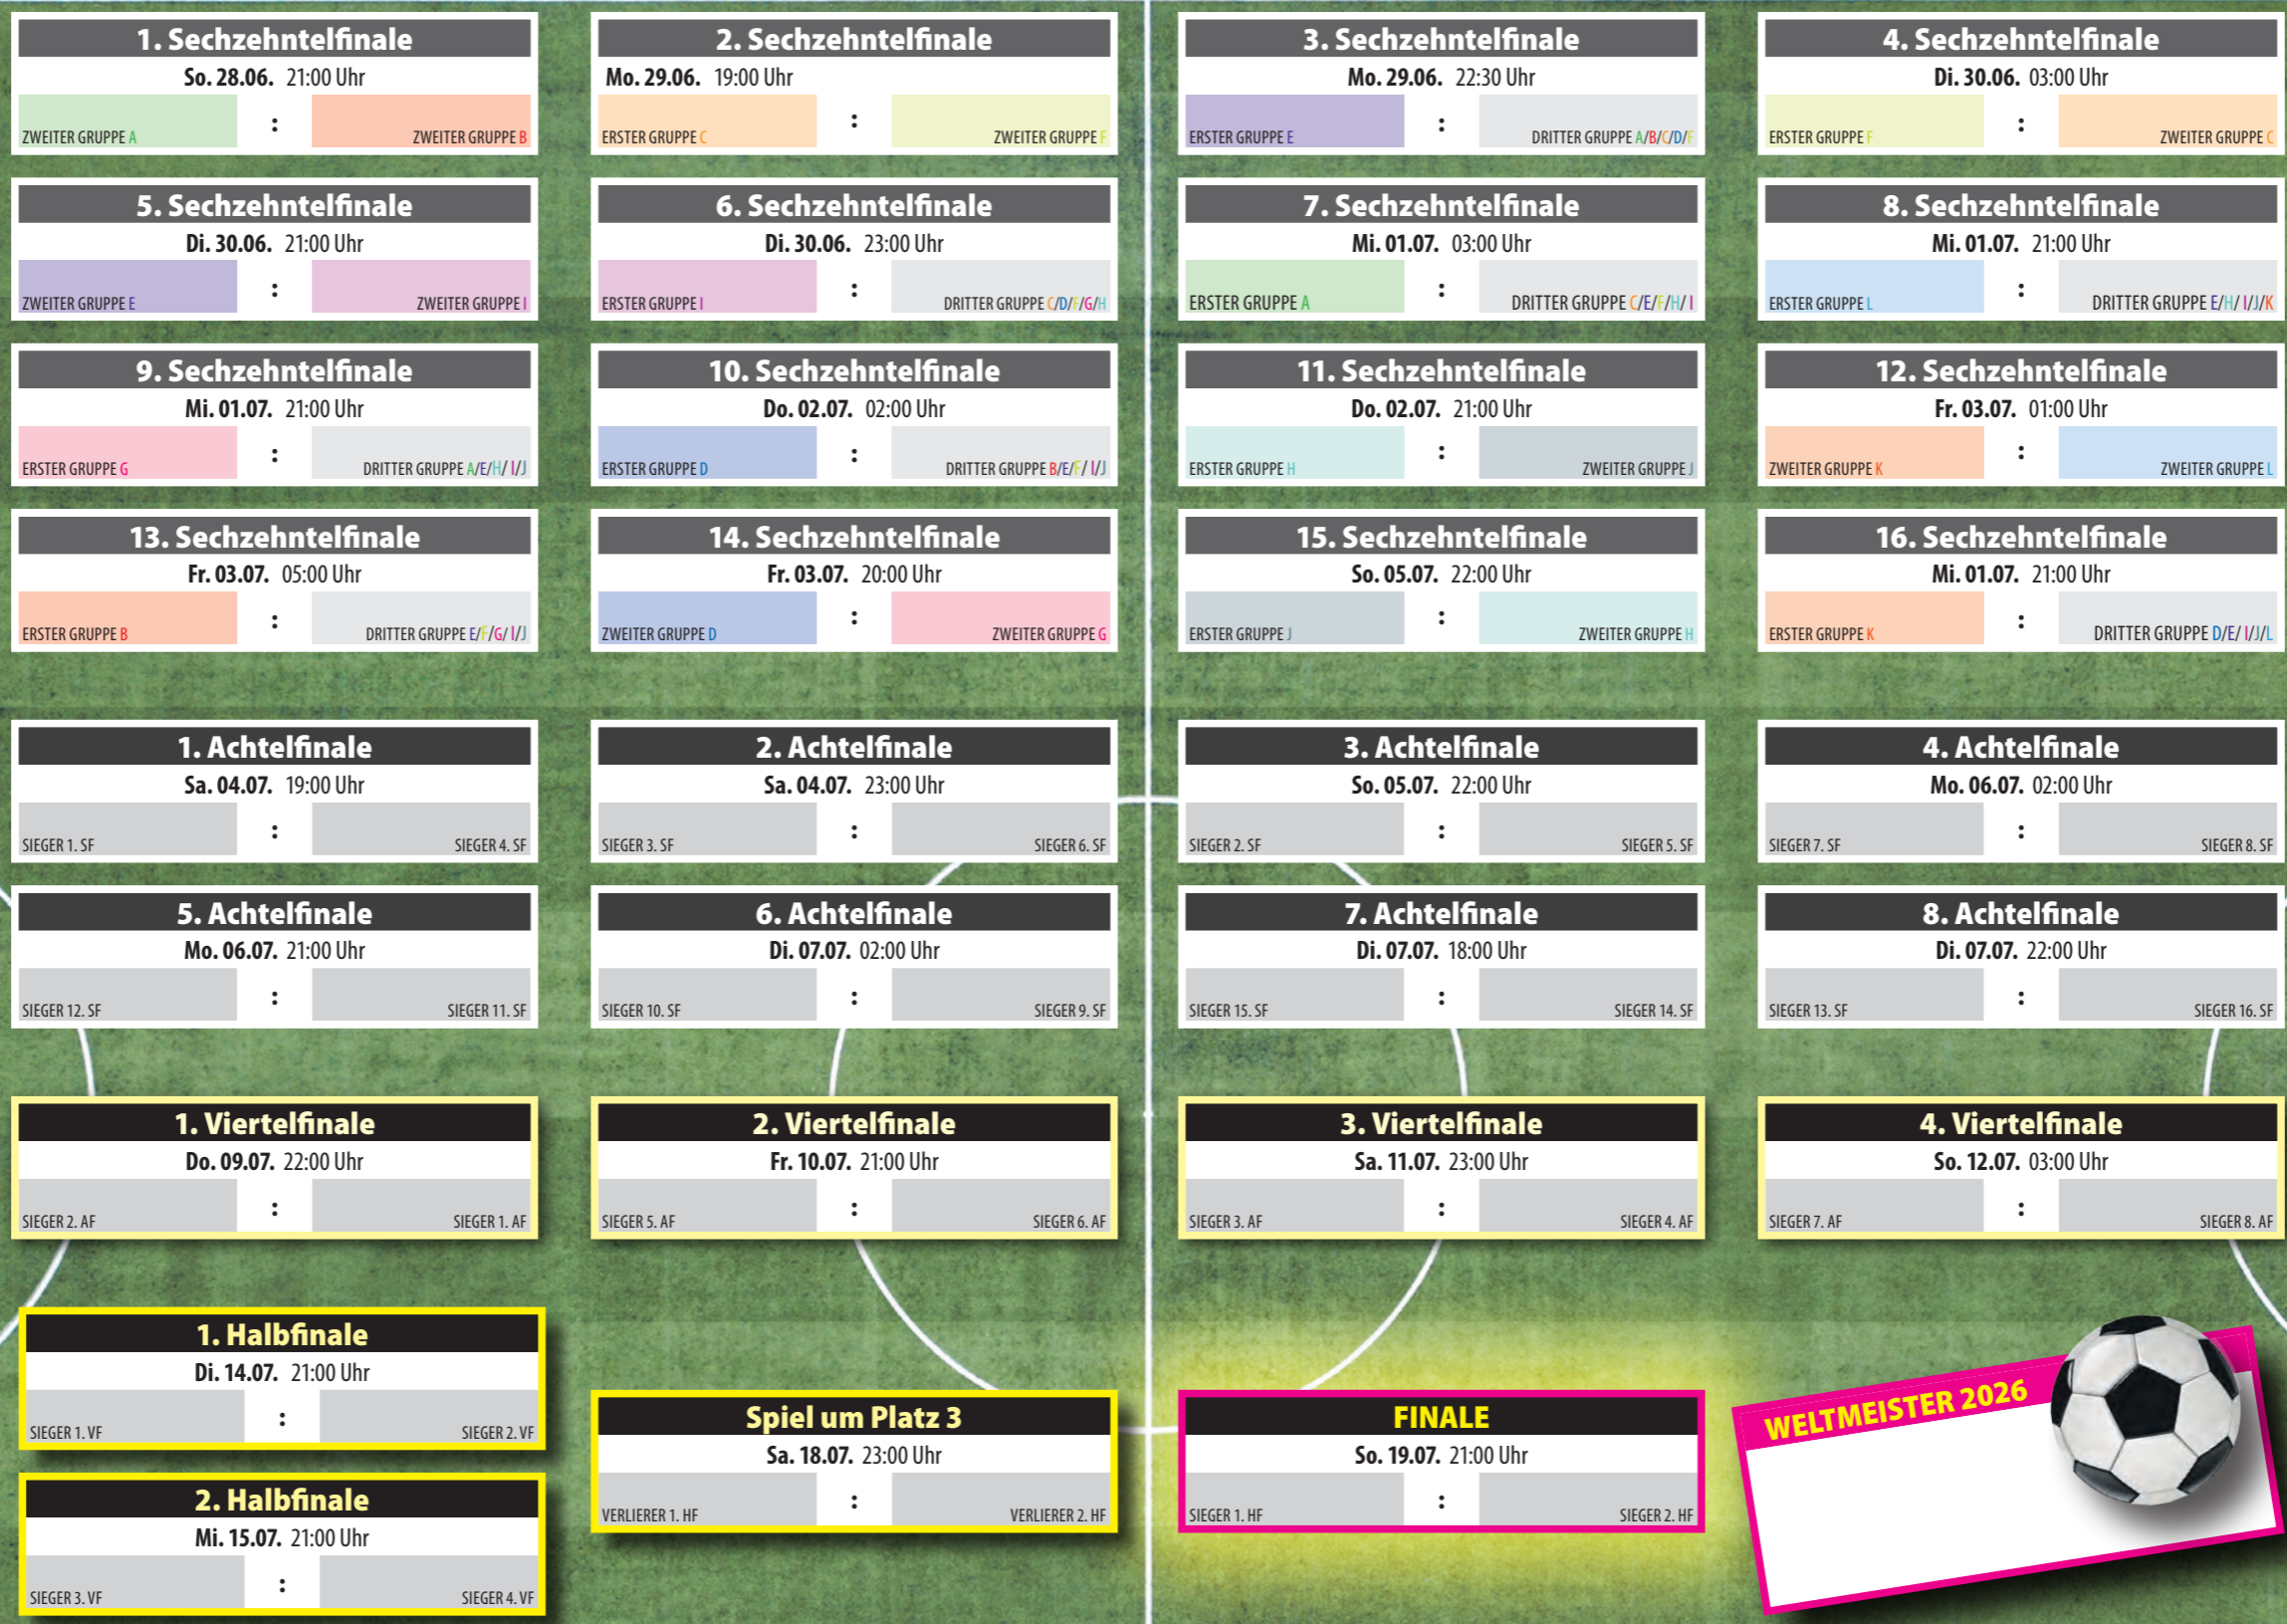 1. Sechzehntelfinale
So. 28.06. 21:00 Uhr
ZWEITER GRUPPE A : ZWEITER GRUPPE B
2. Sechzehntelfinale
Mo. 29.06. 19:00 Uhr
ERSTER GRUPPE C : ZWEITER GRUPPE F
3. Sechzehntelfinale
Mo. 29.06. 22:30 Uhr
ERSTER GRUPPE E : DRITTER GRUPPE A/B/C/D/F
4. Sechzehntelfinale
Di. 30.06. 03:00 Uhr
ERSTER GRUPPE F : ZWEITER GRUPPE C
5. Sechzehntelfinale
Di. 30.06. 21:00 Uhr
ZWEITER GRUPPE E : ZWEITER GRUPPE I
6. Sechzehntelfinale
Di. 30.06. 23:00 Uhr
ERSTER GRUPPE I : DRITTER GRUPPE C/D/F/G/H
7. Sechzehntelfinale
Mi. 01.07. 03:00 Uhr
ERSTER GRUPPE A : DRITTER GRUPPE C/E/F/H/ I
8. Sechzehntelfinale
Mi. 01.07. 21:00 Uhr
ERSTER GRUPPE L : DRITTER GRUPPE E/H/ I/J/K
9. Sechzehntelfinale
Mi. 01.07. 21:00 Uhr
ERSTER GRUPPE G : DRITTER GRUPPE A/E/H/ I/J
10. Sechzehntelfinale
Do. 02.07. 02:00 Uhr
ERSTER GRUPPE D : DRITTER GRUPPE B/E/F/ I/J
11. Sechzehntelfinale
Do. 02.07. 21:00 Uhr
ERSTER GRUPPE H : ZWEITER GRUPPE J
12. Sechzehntelfinale
Fr. 03.07. 01:00 Uhr
ZWEITER GRUPPE K : ZWEITER GRUPPE L
13. Sechzehntelfinale
Fr. 03.07. 05:00 Uhr
ERSTER GRUPPE B : DRITTER GRUPPE E/F/G/ I/J
14. Sechzehntelfinale
Fr. 03.07. 20:00 Uhr
ZWEITER GRUPPE D : ZWEITER GRUPPE G
15. Sechzehntelfinale
So. 05.07. 22:00 Uhr
ERSTER GRUPPE J : ZWEITER GRUPPE H
16. Sechzehntelfinale
Mi. 01.07. 21:00 Uhr
ERSTER GRUPPE K : DRITTER GRUPPE D/E/ I/J/L
1. Achtelfinale
Sa. 04.07. 19:00 Uhr
SIEGER 1. SF : SIEGER 4. SF
2. Achtelfinale
Sa. 04.07. 23:00 Uhr
SIEGER 3. SF : SIEGER 6. SF
3. Achtelfinale
So. 05.07. 22:00 Uhr
SIEGER 2. SF : SIEGER 5. SF
4. Achtelfinale
Mo. 06.07. 02:00 Uhr
SIEGER 7. SF : SIEGER 8. SF
5. Achtelfinale
Mo. 06.07. 21:00 Uhr
SIEGER 12. SF : SIEGER 11. SF
6. Achtelfinale
Di. 07.07. 02:00 Uhr
SIEGER 10. SF : SIEGER 9. SF
7. Achtelfinale
Di. 07.07. 18:00 Uhr
SIEGER 15. SF : SIEGER 14. SF
8. Achtelfinale
Di. 07.07. 22:00 Uhr
SIEGER 13. SF : SIEGER 16. SF
1. Viertelfinale
Do. 09.07. 22:00 Uhr
SIEGER 2. AF : SIEGER 1. AF
2. Viertelfinale
Fr. 10.07. 21:00 Uhr
SIEGER 5. AF : SIEGER 6. AF
3. Viertelfinale
Sa. 11.07. 23:00 Uhr
SIEGER 3. AF : SIEGER 4. AF
4. Viertelfinale
So. 12.07. 03:00 Uhr
SIEGER 7. AF : SIEGER 8. AF
1. Halbfinale
Di. 14.07. 21:00 Uhr
SIEGER 1. VF : SIEGER 2. VF
2. Halbfinale
Mi. 15.07. 21:00 Uhr
SIEGER 3. VF : SIEGER 4. VF
Spiel um Platz 3
Sa. 18.07. 23:00 Uhr
VERLIERER 1. HF : VERLIERER 2. HF
FINALE
So. 19.07. 21:00 Uhr
SIEGER 1. HF : SIEGER 2. HF
WELTMEISTER 2026